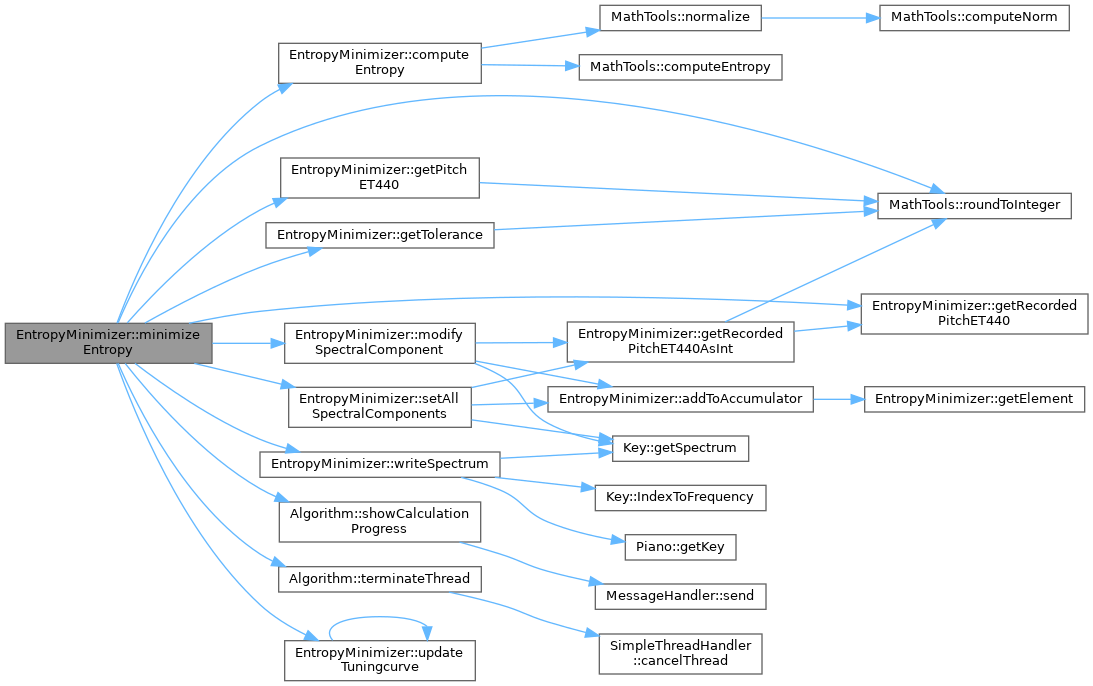 EntropyMinimizer::minimize
Entropy
EntropyMinimizer::compute
Entropy
MathTools::normalize
MathTools::computeNorm
MathTools::computeEntropy
EntropyMinimizer::getPitch
ET440
EntropyMinimizer::getTolerance
MathTools::roundToInteger
EntropyMinimizer::getRecorded
PitchET440
EntropyMinimizer::modify
SpectralComponent
EntropyMinimizer::getRecorded
PitchET440AsInt
EntropyMinimizer::setAll
SpectralComponents
EntropyMinimizer::addToAccumulator
EntropyMinimizer::getElement
Key::getSpectrum
EntropyMinimizer::writeSpectrum
Key::IndexToFrequency
Piano::getKey
Algorithm::showCalculation
Progress
MessageHandler::send
Algorithm::terminateThread
SimpleThreadHandler
::cancelThread
EntropyMinimizer::update
Tuningcurve